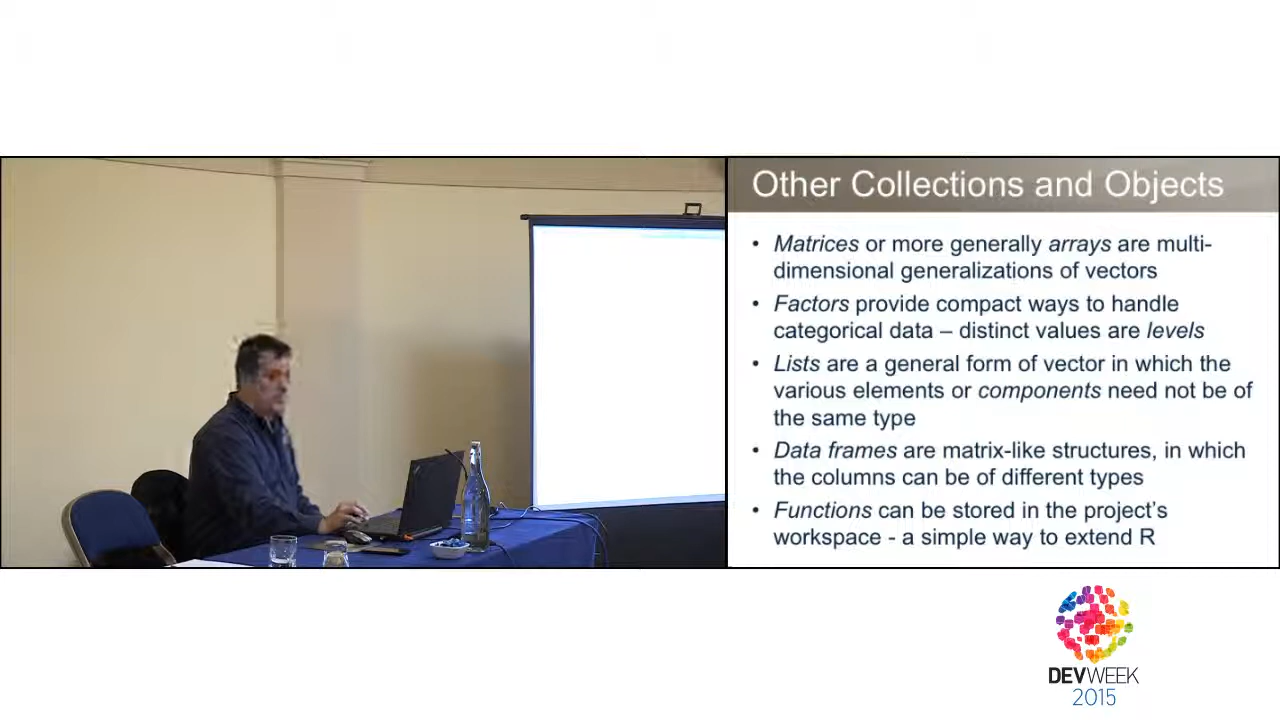 Other Collections and Objects
• Matrices or more generally arrays are multi-
dimensional generalizations of vectors
• Factors provide compact ways to handle
categorical data – distinct values are levels
• Lists are a general form of vector in which the
various elements or components need not be of
the same type
• Data frames are matrix-like structures, in which
the columns can be of different types
• Functions can be stored in the project's
workspace - a simple way to extend R
DEVWEEK
2015